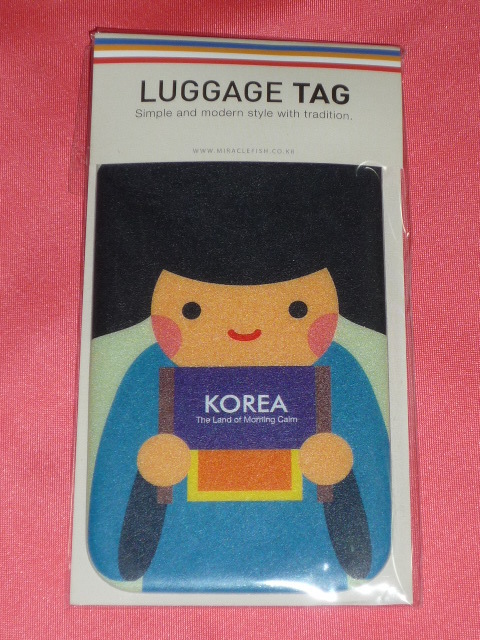 LUGGAGE TAG
Simple and modern style with tradition.
WWW.MIRACLEFISH.CO.KR
KOREA
The Land of Morning Calm